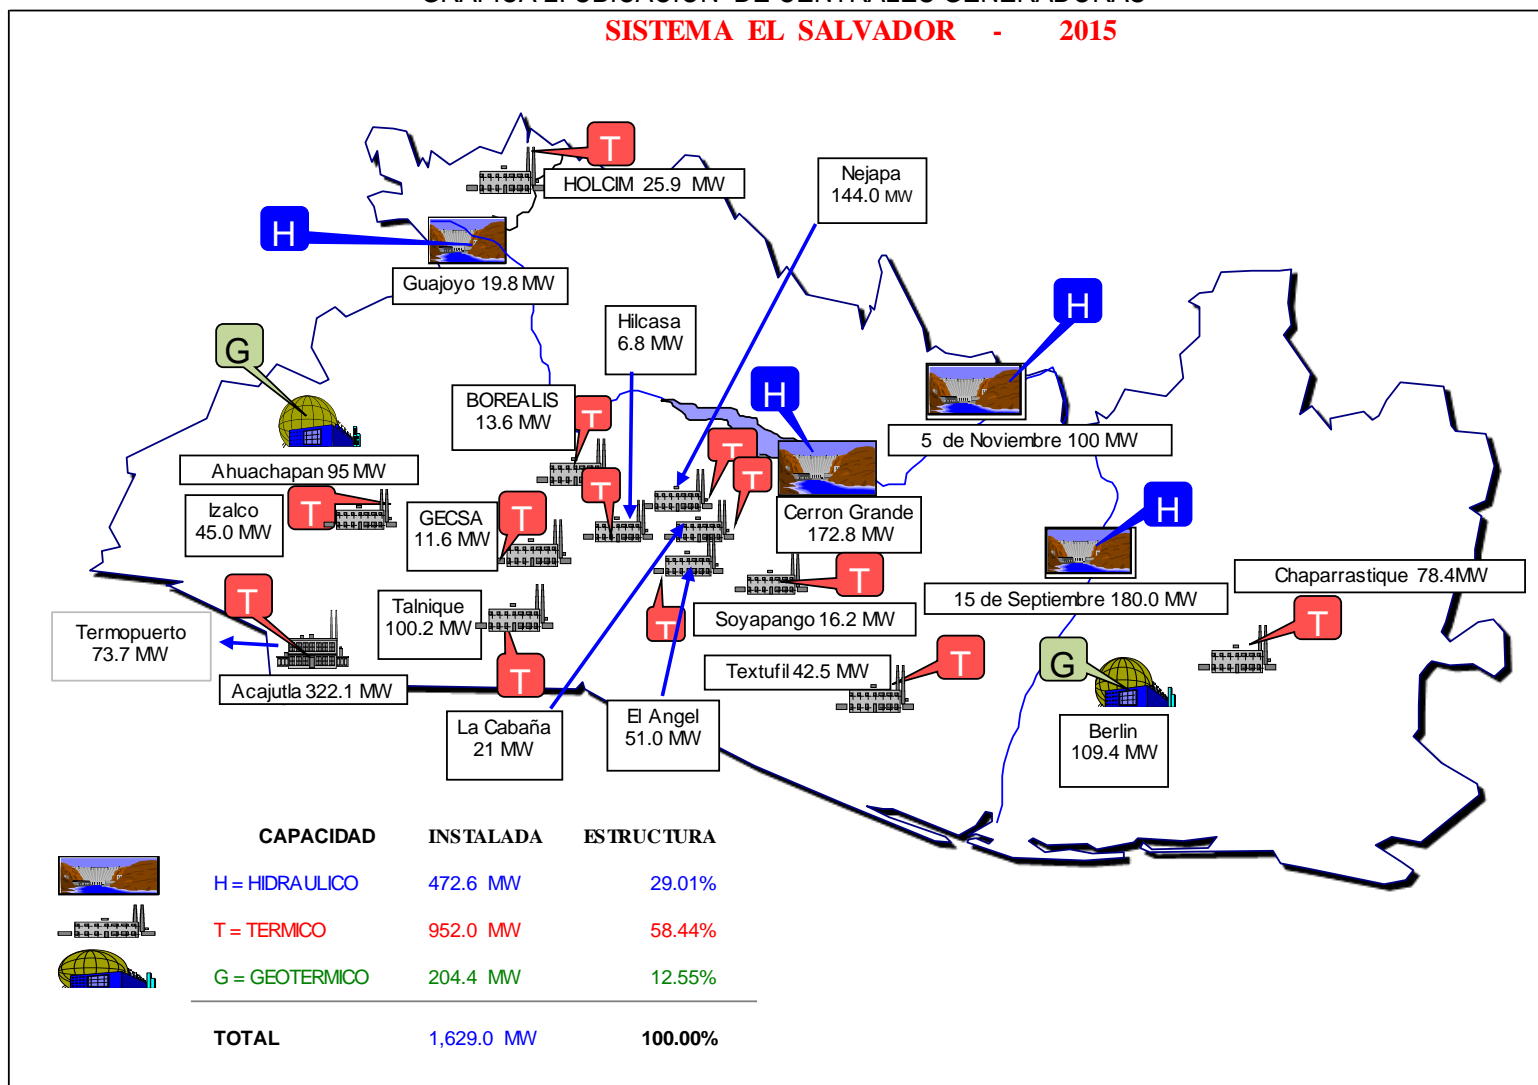 GRAFICA 2. UBICACIÓN DE CENTRALES GENERADORAS
SISTEMA EL SALVADOR - 2015
T
HOLCIM 25.9 MW
Nejapa
144.0 MW
H
Guajoyo 19.8 MW
H
Hilcasa
6.8 MW
G
BOREALIS
13.6 MW
T
H
5 de Noviembre 100 MW
Ahuachapan 95 MW
T
T
T
Izalco
45.0 MW
T
GECSA
11.6 MW
T
Cerron Grande
172.8 MW
H
Chaparrastique 78.4MW
T
T
Talnique
100.2 MW
T
15 de Septiembre 180.0 MW
Soyapango 16.2 MW
T
T
Termopuerto
73.7 MW
Acajutla 322.1 MW
T
Textufil 42.5 MW
T
G
La Cabaña
21 MW
El Angel
51.0 MW
Berlin
109.4 MW
CAPACIDAD INSTALADA ESTRUCTURA
H = HIDRAULICO 472.6 MW 29.01%
T = TERMICO 952.0 MW 58.44%
G = GEOTERMICO 204.4 MW 12.55%
TOTAL 1,629.0 MW 100.00%